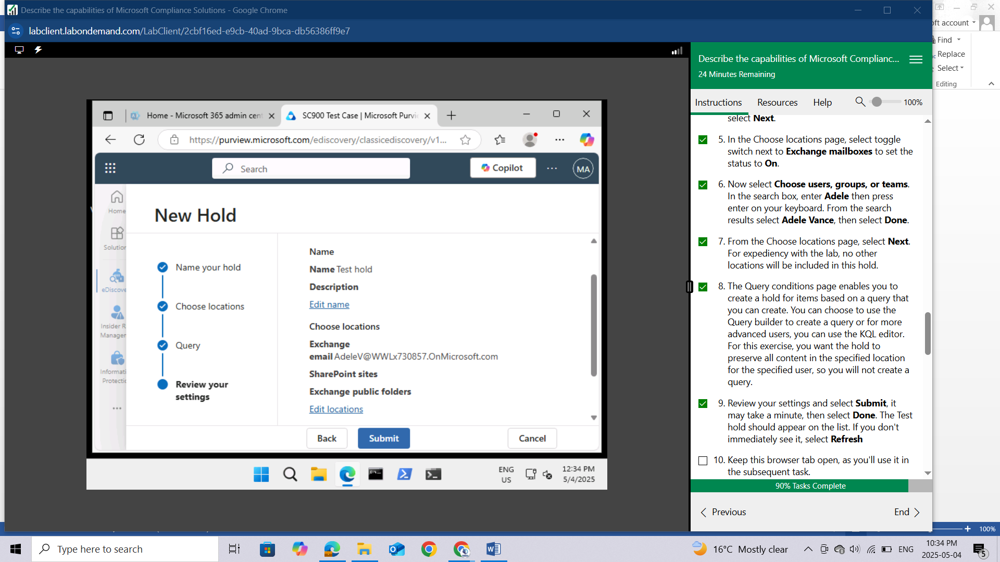 Describe the capabilities of Microsoft Compliance Solutions - Google Chrome
labclient.labondemand.com/LabClient/2cbf16ed-e9cb-40ad-9bca-db56386ff9e7
Home - Microsoft 365 admin cent
SC900 Test Case | Microsoft Purvie
https://purview.microsoft.com/ediscovery/classicediscovery/v1...
Search
Copilot
MA
Home
Solution
eDiscove
Insider R
Manager
Informati
Protectio
New Hold
Name your hold
Choose locations
Query
Review your
settings
Name
Name Test hold
Description
Edit name
Choose locations
Exchange
email AdeleV@WWLx730857.OnMicrosoft.com
SharePoint sites
Exchange public folders
Edit locations
Back
Submit
Cancel
ENG
US
12:34 PM
5/4/2025
Describe the capabilities of Microsoft Complianc...
24 Minutes Remaining
Instructions
Resources
Help
100%
select Next.
5. In the Choose locations page, select toggle
switch next to Exchange mailboxes to set the
status to On.
6. Now select Choose users, groups, or teams.
In the search box, enter Adele then press
enter on your keyboard. From the search
results select Adele Vance, then select Done.
7. From the Choose locations page, select Next.
For expediency with the lab, no other
locations will be included in this hold.
8. The Query conditions page enables you to
create a hold for items based on a query that
you can create. You can choose to use the
Query builder to create a query or for more
advanced users, you can use the KQL editor.
For this exercise, you want the hold to
preserve all content in the specified location
for the specified user, so you will not create a
query.
9. Review your settings and select Submit, it
may take a minute, then select Done. The Test
hold should appear on the list. If you don't
immediately see it, select Refresh
10. Keep this browser tab open, as you'll use it in
the subsequent task.
90% Tasks Complete
Previous
End
oft account
Find
Replace
Select
Editing
100%
Type here to search
16°C Mostly clear
ENG
10:34 PM
2025-05-04
5